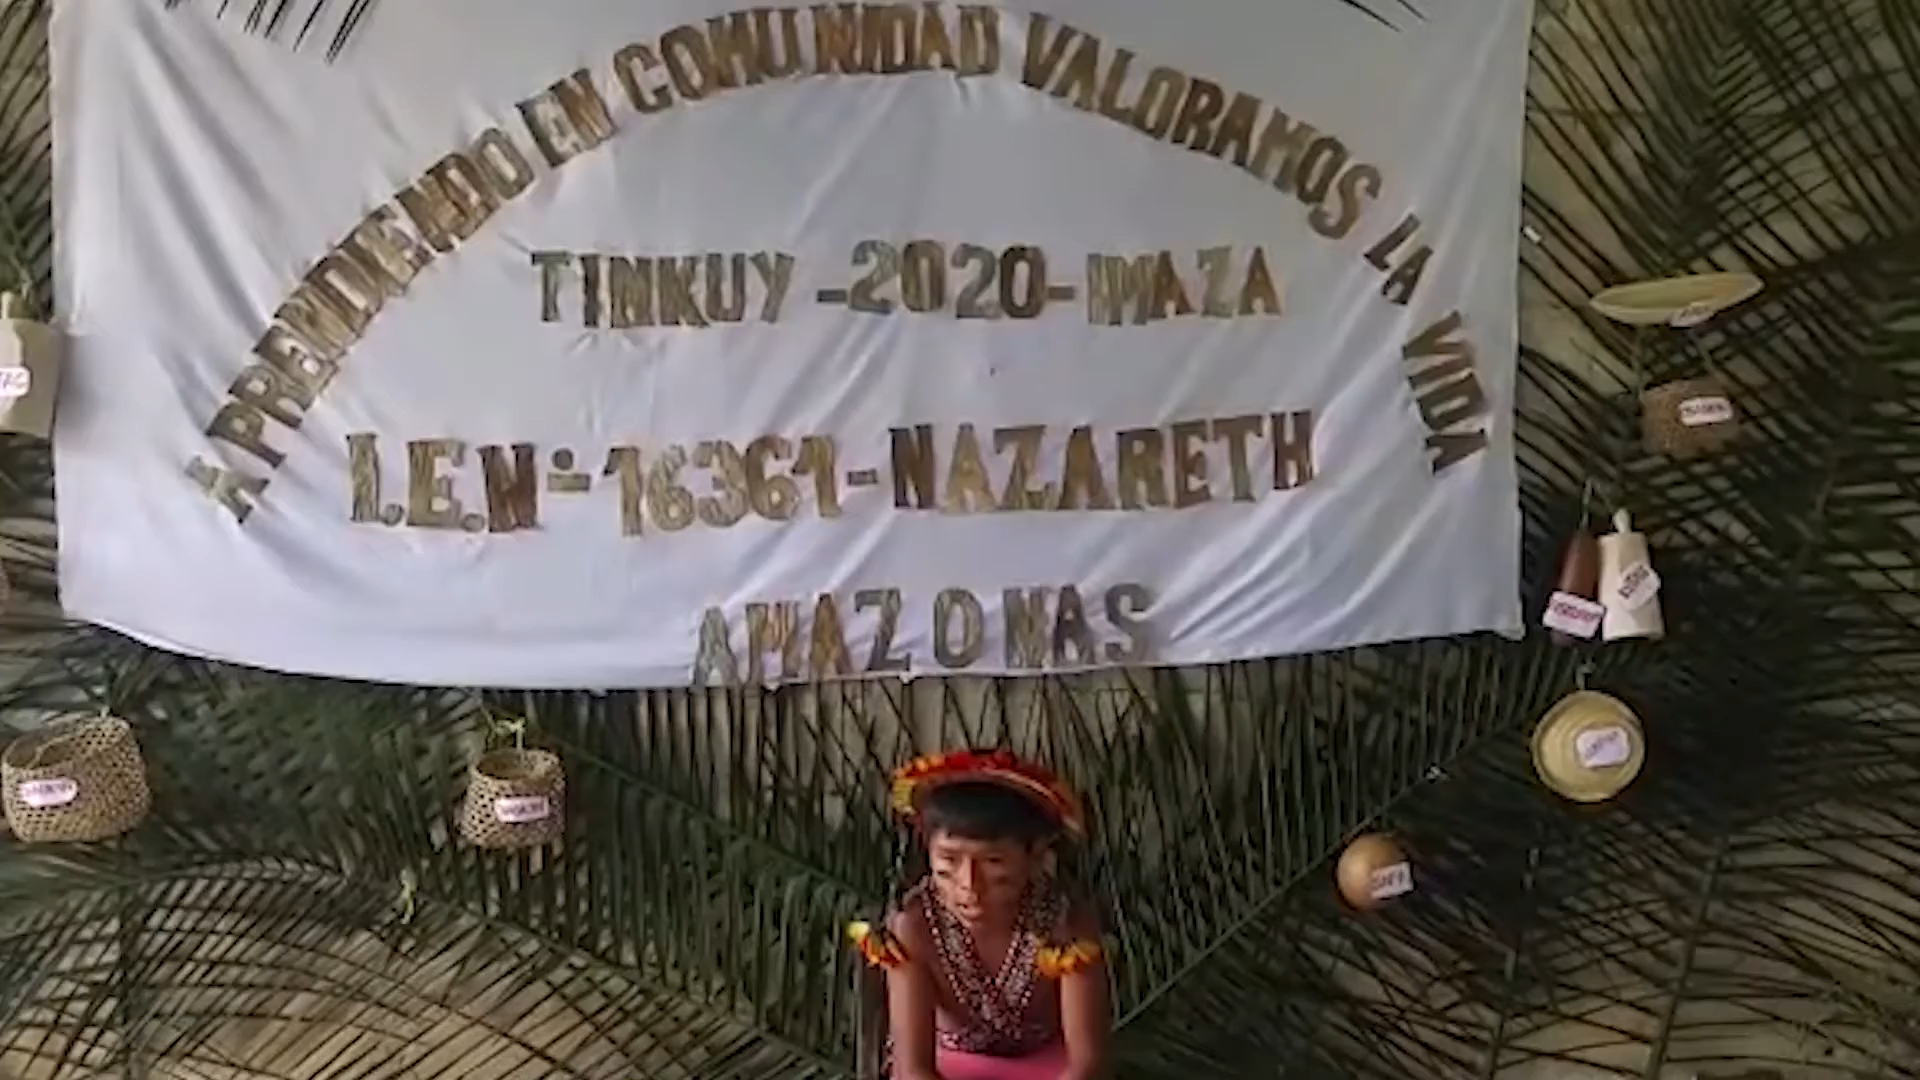 APRENDIENDO EN COMUNIDAD VALORAMOS LA VIDA
TINKUY -2020- IMAZA
I.E.N°-16361-NAZARETH
AMAZONAS